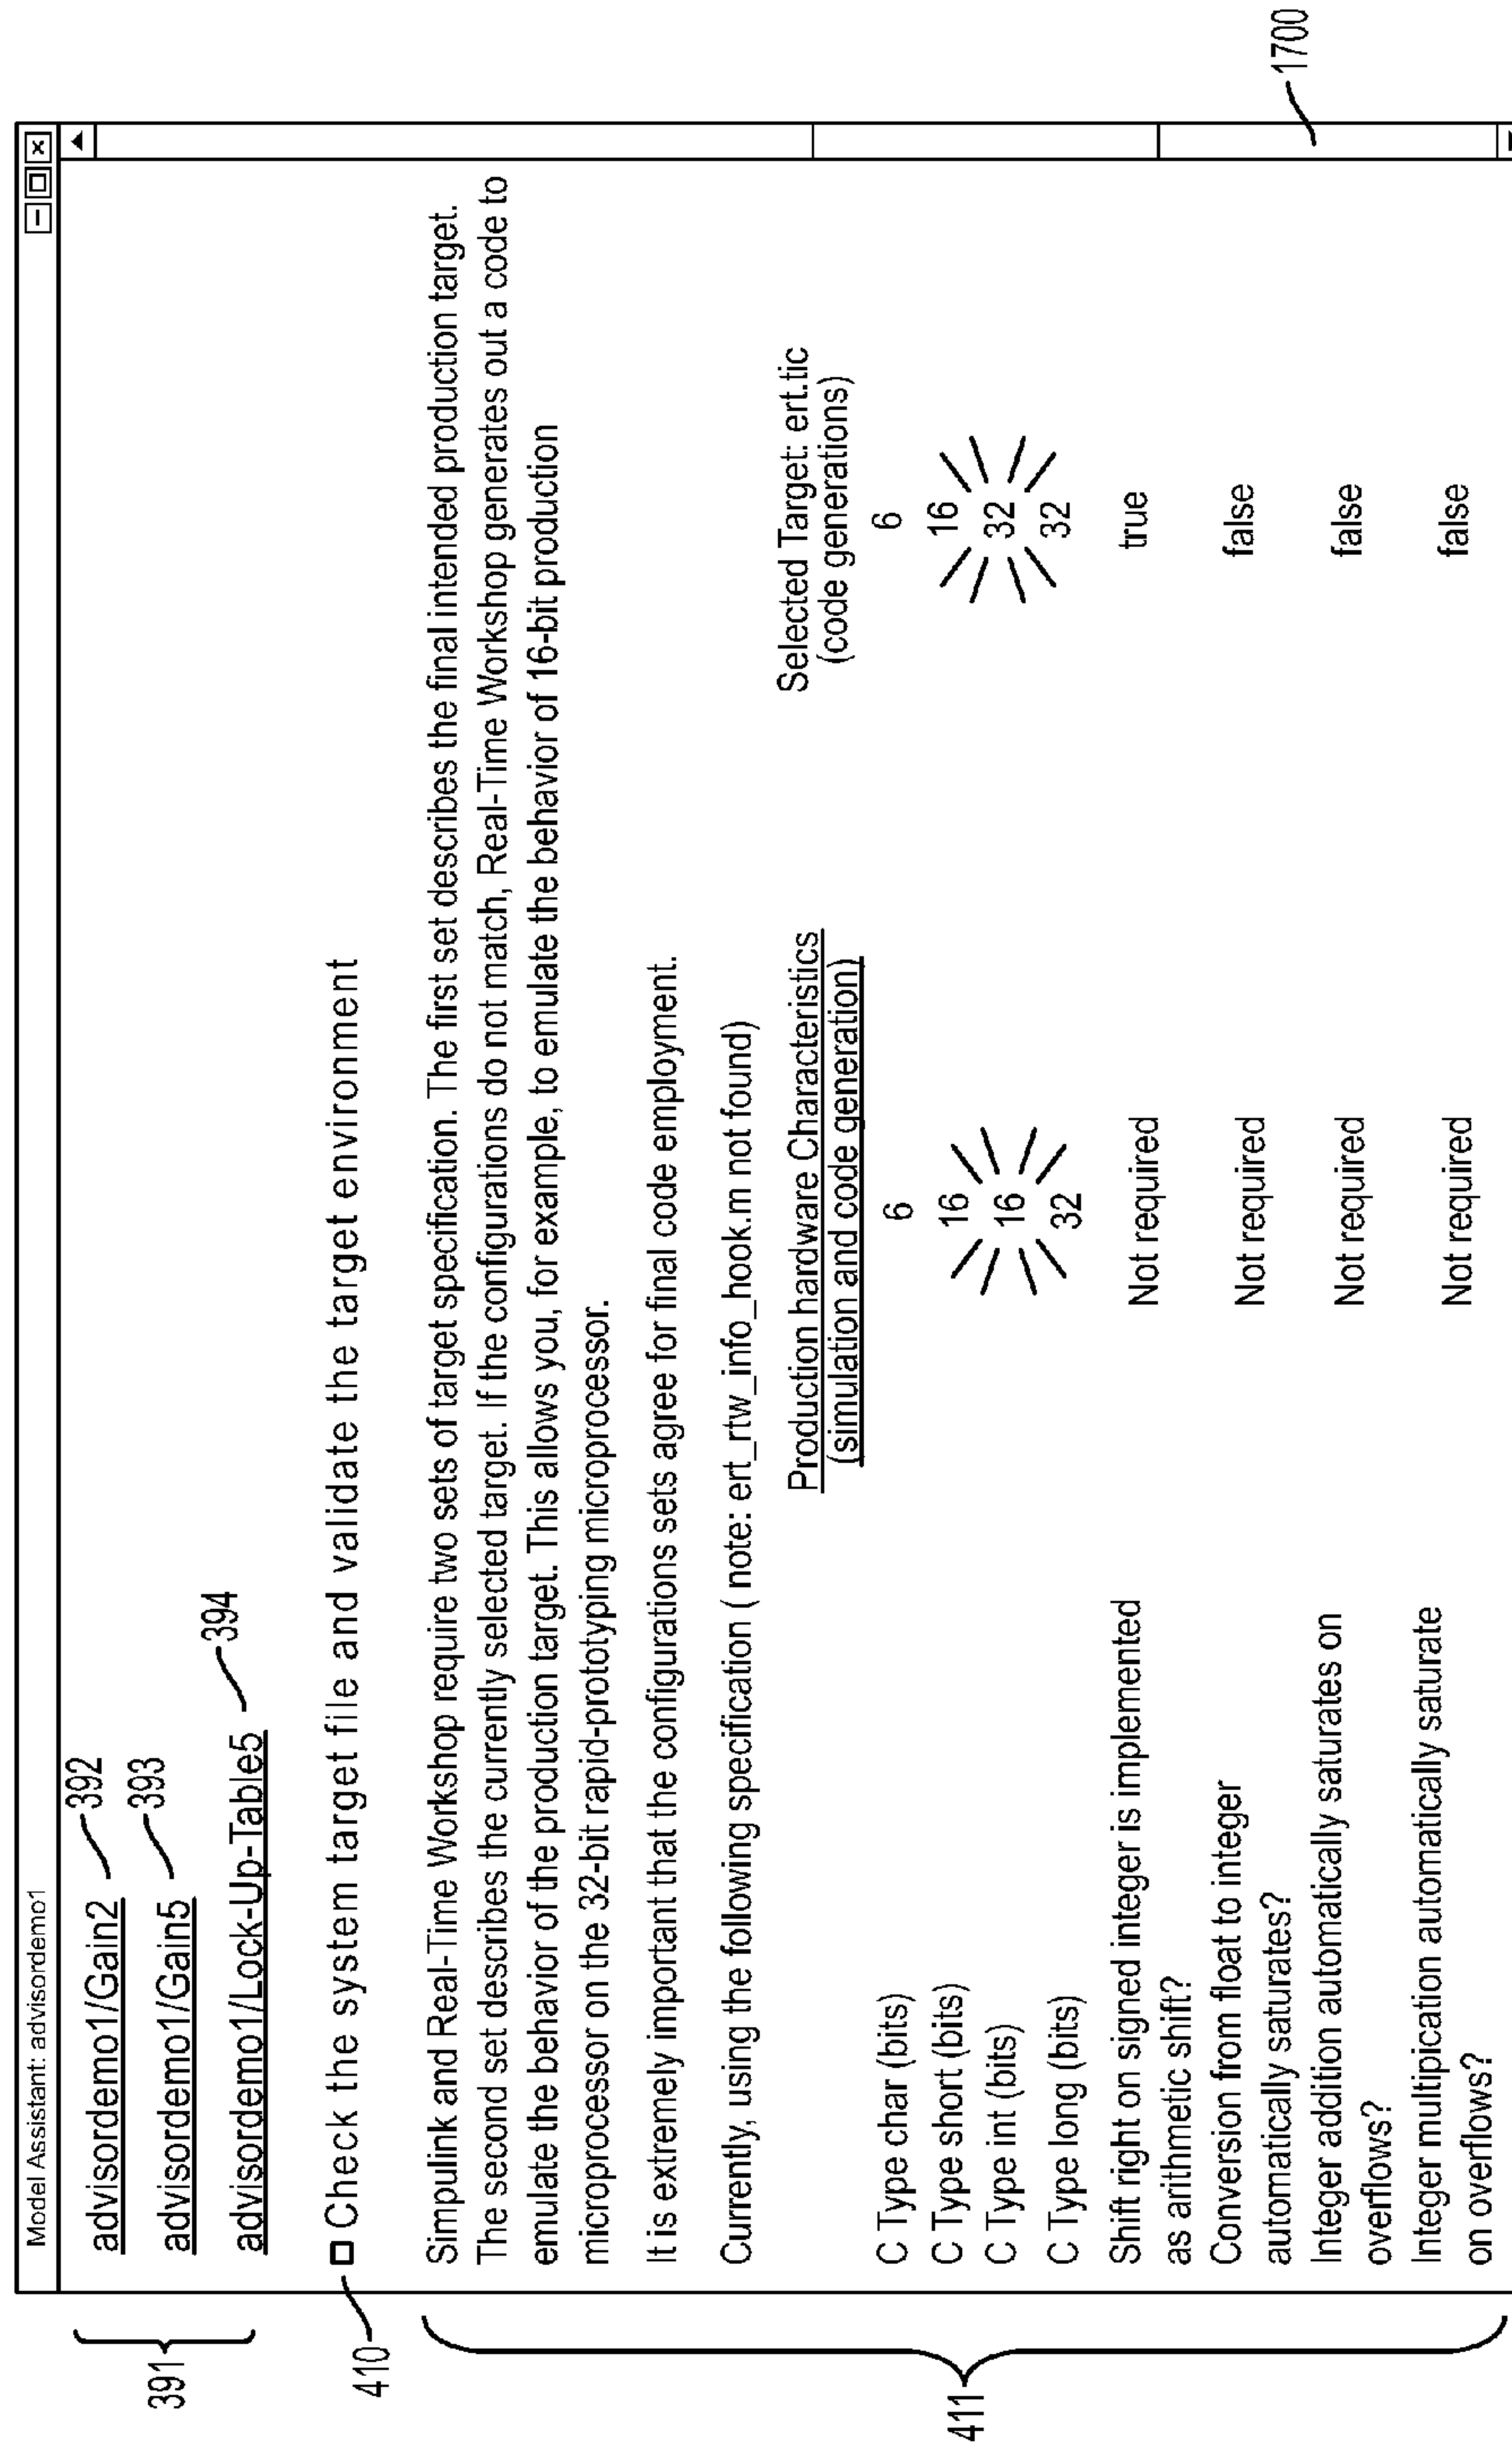 Model Assistant: advisordemo1
391
advisordemo1/Gain2 392
advisordemo1/Gain5 393
advisordemo1/Lock-Up-Table5 394
410
Check the system target file and validate the target environment
Simpulink and Real-Time Workshop require two sets of target specification. The first set describes the final intended production target.
The second set describes the currently selected target. If the configurations do not match, Real-Time Workshop generates out a code to
emulate the behavior of the production target. This allows you, for example, to emulate the behavior of 16-bit production
microprocessor on the 32-bit rapid-prototyping microprocessor.
It is extremely important that the configurations sets agree for final code employment.
Currently, using the following specification ( note: ert_rtw_info_hook.m not found)
411
Production hardware Characteristics Selected Target: ert.tic
(simulation and code generation) (code generations)
C Type char (bits) 6 6
C Type short (bits) 16 16
C Type int (bits) 16 32
C Type long (bits) 32 32
Shift right on signed integer is implemented Not required true
as arithmetic shift?
Conversion from float to integer Not required false
automatically saturates?
Integer addition automatically saturates on Not required false
overflows?
Integer multipication automatically saturate Not required false
on overflows?
1700